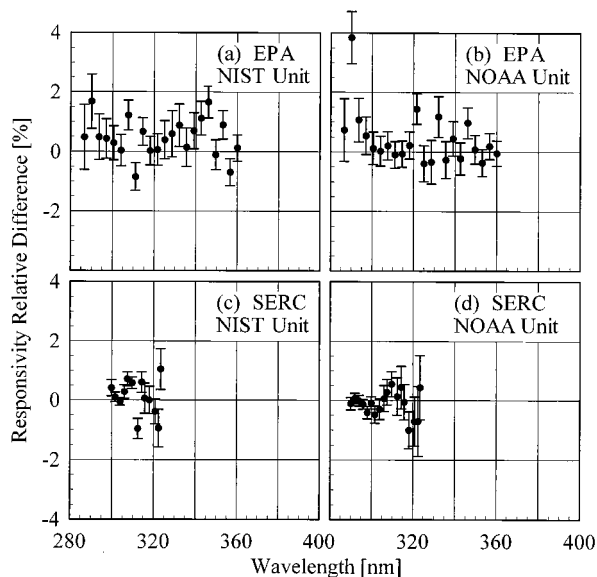 Responsivity Relative Difference [%]
4
2
0
-2
(a) EPA
NIST Unit
(b) EPA
NOAA Unit
4
2
0
-2
-4
(c) SERC
NIST Unit
(d) SERC
NOAA Unit
280 320 360 400 320 360 400
Wavelength [nm]